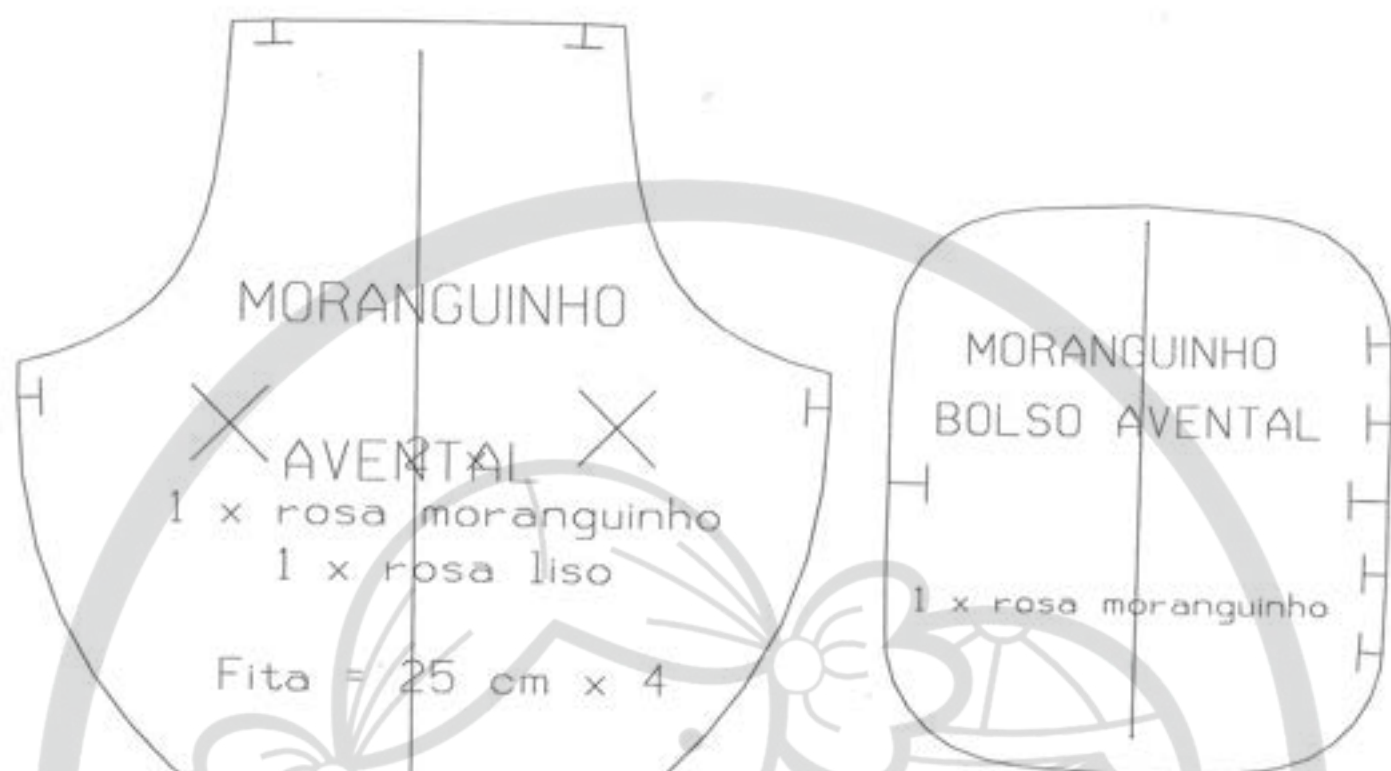 MORANGUINHO
AVENTAL
1 x rosa moranguinho
1 x rosa liso
Fita = 25 cm x 4
MORANGUINHO
BOLSO AVENTAL
1 x rosa moranguinho